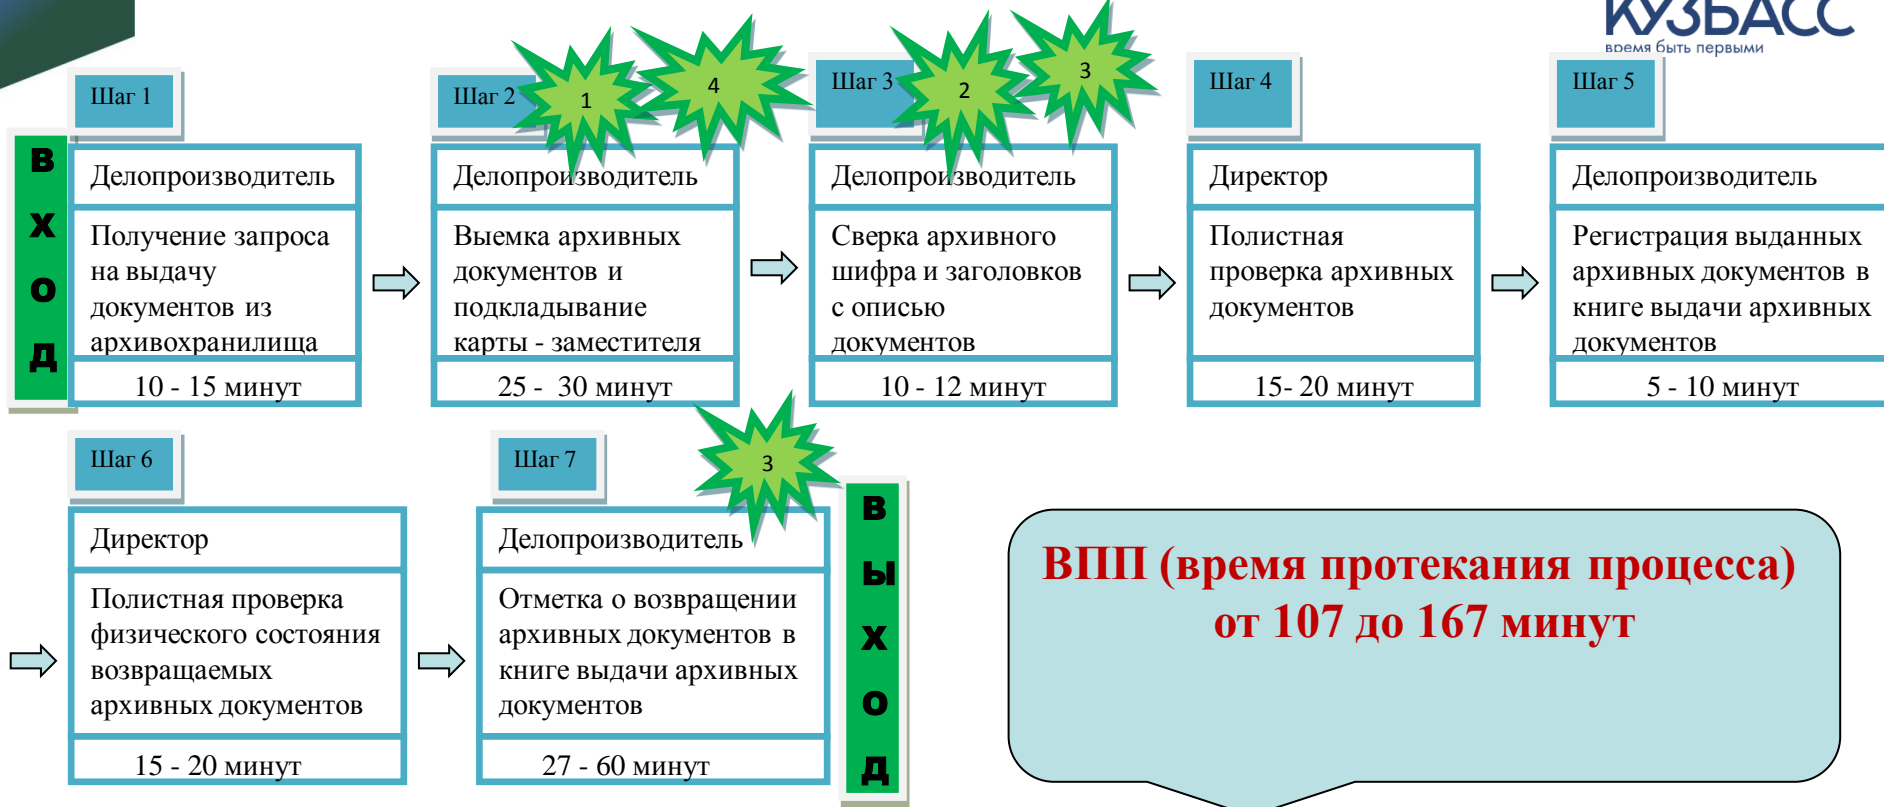 КУЗБАСС
время быть первыми
Шаг 1
Шаг 2
1
4
Шаг 3
2
3
Шаг 4
Шаг 5
ВХОД
Делопроизводитель
Получение запроса
на выдачу
документов из
архивохранилища
10 - 15 минут
Делопроизводитель
Выемка архивных
документов и
подкладывание
карты - заместителя
25 - 30 минут
Делопроизводитель
Сверка архивного
шифра и заголовков
с описью
документов
10 - 12 минут
Директор
Полистная
проверка архивных
документов
15- 20 минут
Делопроизводитель
Регистрация выданных
архивных документов в
книге выдачи архивных
документов
5 - 10 минут
Шаг 6
Директор
Полистная проверка
физического состояния
возвращаемых
архивных документов
15 - 20 минут
Шаг 7
3
Делопроизводитель
Отметка о возвращении
архивных документов в
книге выдачи архивных
документов
27 - 60 минут
ВЫХОД
ВПП (время протекания процесса)
от 107 до 167 минут